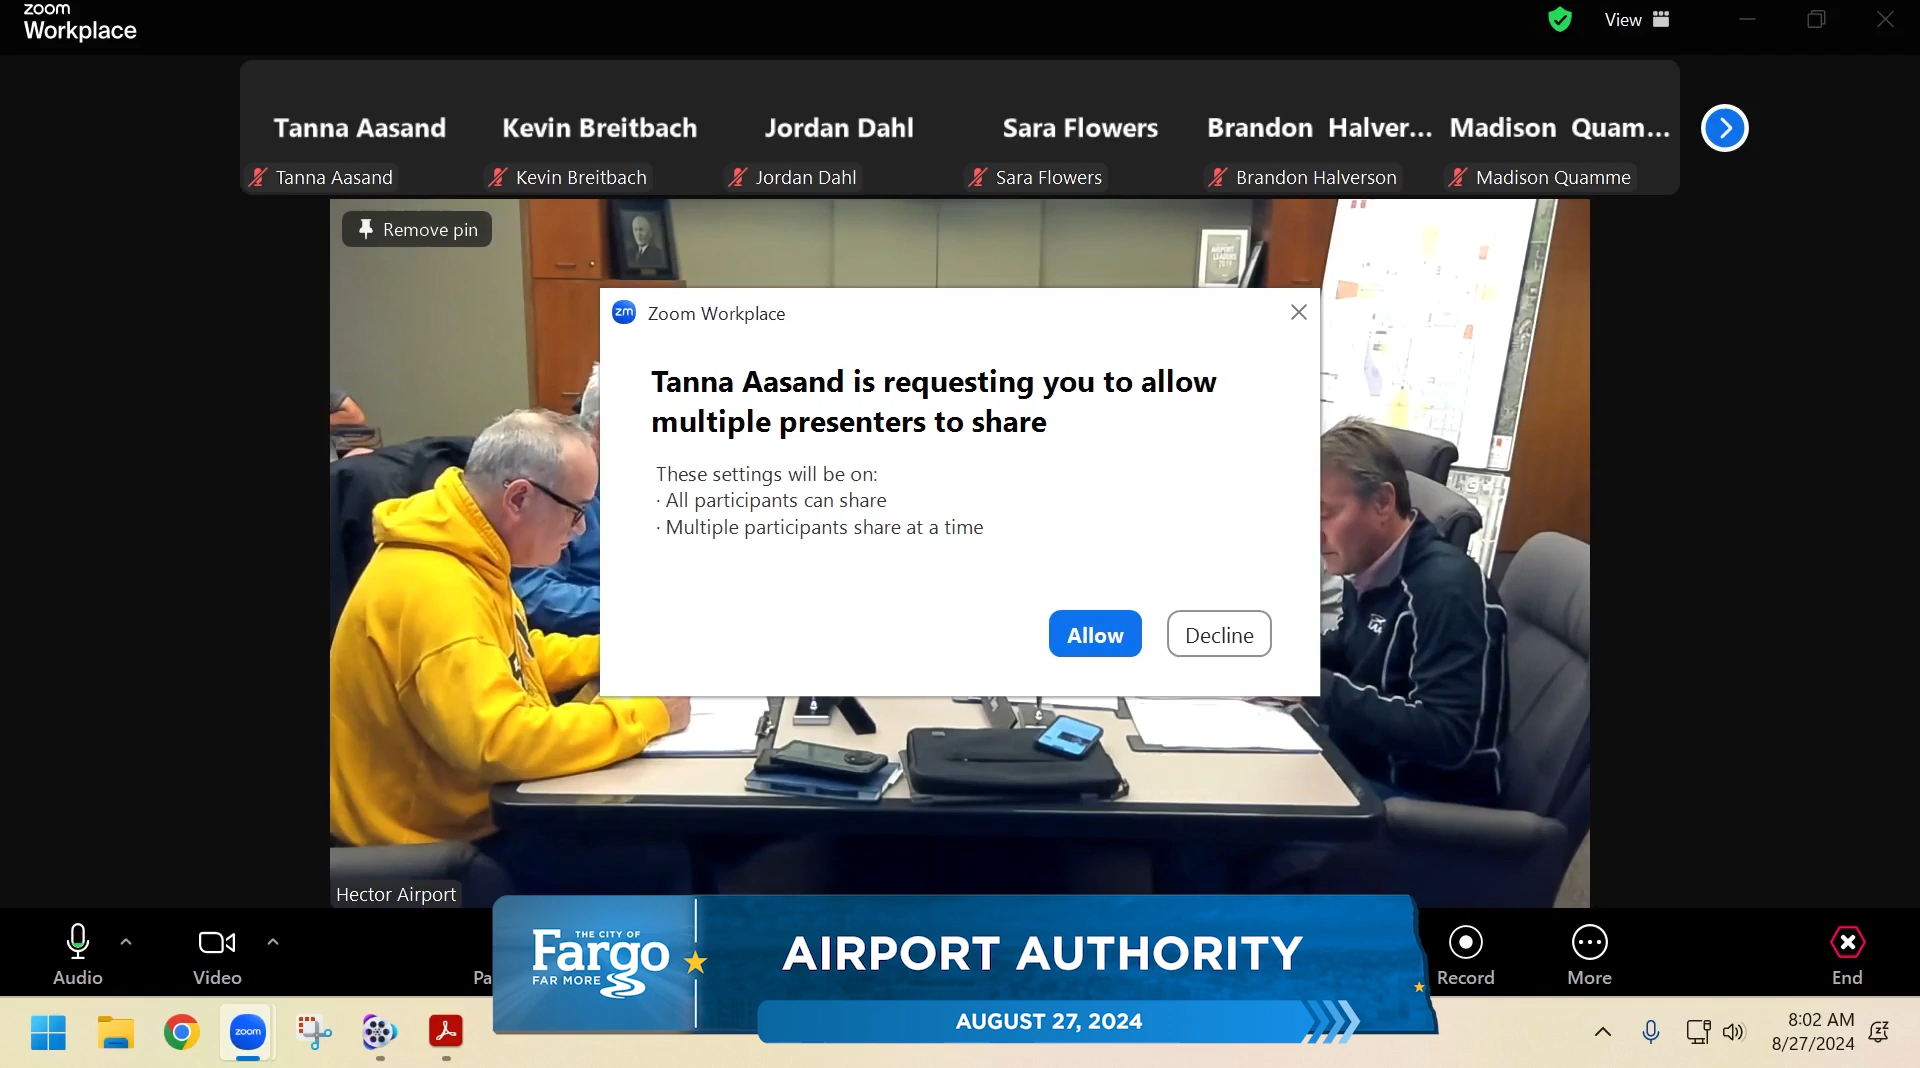 zoom
Workplace
View
Tanna Aasand
Kevin Breitbach
Jordan Dahl
Sara Flowers
Brandon Halver...
Madison Quam...
Tanna Aasand
Kevin Breitbach
Jordan Dahl
Sara Flowers
Brandon Halverson
Madison Quamme
Remove pin
zm Zoom Workplace
Tanna Aasand is requesting you to allow
multiple presenters to share
These settings will be on:
· All participants can share
· Multiple participants share at a time
Allow
Decline
Hector Airport
Audio
Video
Pa
THE CITY OF
Fargo
FAR MORE
AIRPORT AUTHORITY
AUGUST 27, 2024
Record
More
End
zoom
8:02 AM
8/27/2024